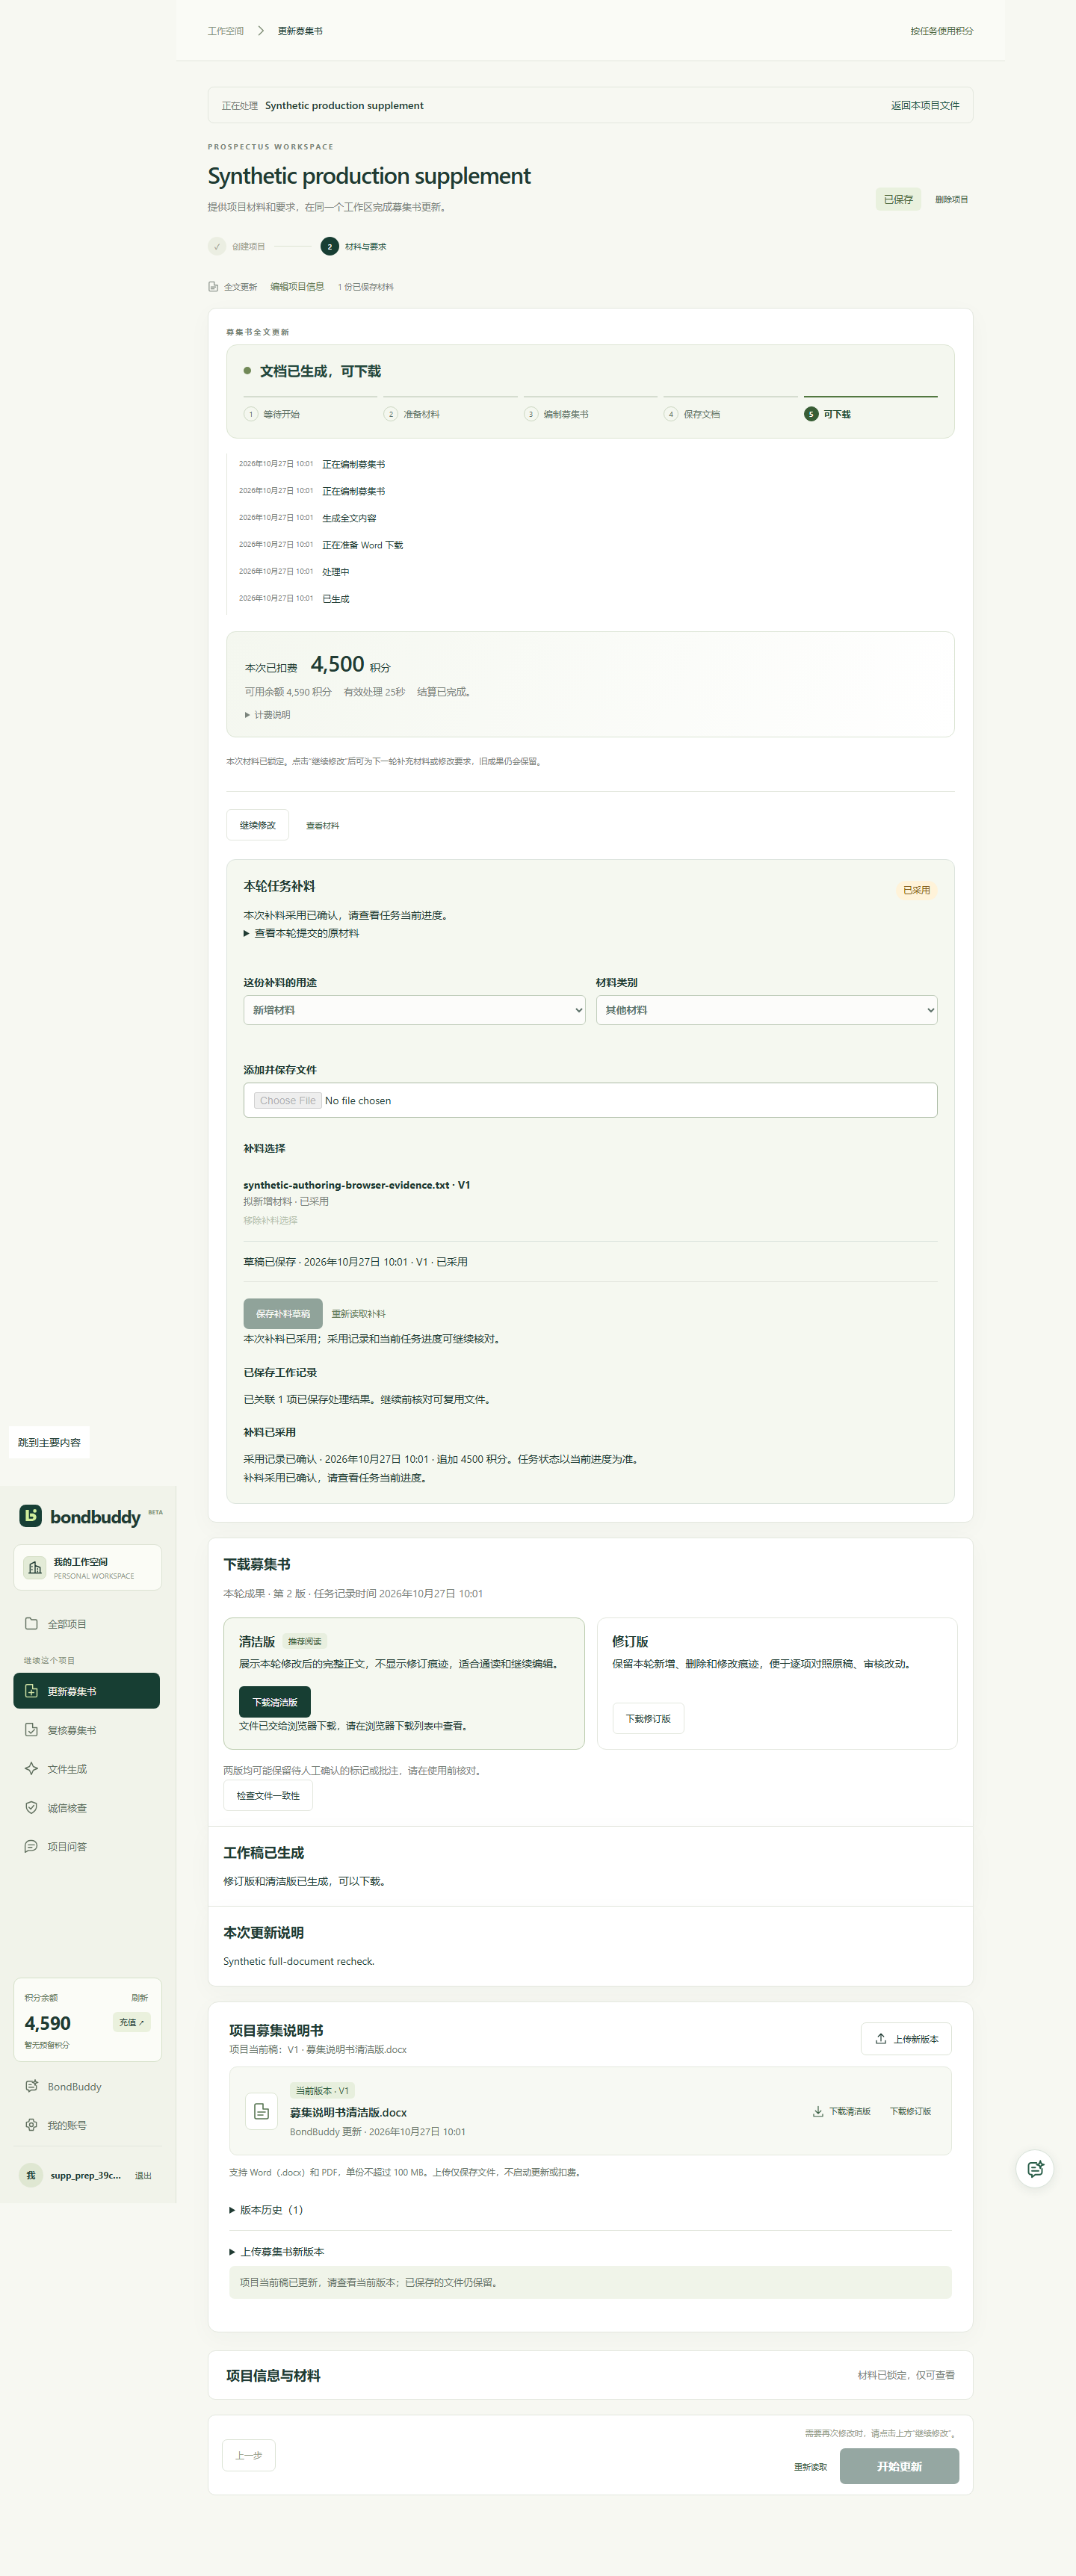 工作空间
更新募集书
按任务使用积分
正在处理 Synthetic production supplement
返回本项目文件
PROSPECTUS WORKSPACE
Synthetic production supplement
提供项目材料和要求，在同一个工作区完成募集书更新。
已保存
删除项目
创建项目
2 材料与要求
全文更新
编辑项目信息
1 份已保存材料
募集书全文更新
文档已生成，可下载
1 等待开始
2 准备材料
3 编制募集书
4 保存文档
5 可下载
2026年10月27日 10:01 正在编制募集书
2026年10月27日 10:01 正在编制募集书
2026年10月27日 10:01 生成全文内容
2026年10月27日 10:01 正在准备 Word 下载
2026年10月27日 10:01 处理中
2026年10月27日 10:01 已生成
本次已扣费 4,500 积分
可用余额 4,590 积分 有效处理 25秒 结算已完成。
计费说明
本次材料已锁定。点击“继续修改”后可为下一轮补充材料或修改要求，旧成果仍会保留。
继续修改
查看材料
本轮任务补料
已采用
本次补料采用已确认，请查看任务当前进度。
查看本轮提交的原材料
这份补料的用途
材料类别
新增材料
其他材料
添加并保存文件
Choose File No file chosen
补料选择
synthetic-authoring-browser-evidence.txt · V1
拟新增材料 · 已采用
移除补料选择
草稿已保存 · 2026年10月27日 10:01 · V1 · 已采用
保存补料草稿
重新读取补料
本次补料已采用；采用记录和当前任务进度可继续核对。
已保存工作记录
已关联 1 项已保存处理结果。继续前核对可复用文件。
补料已采用
采用记录已确认 · 2026年10月27日 10:01 · 追加 4500 积分。任务状态以当前进度为准。
补料采用已确认，请查看任务当前进度。
跳到主要内容
bondbuddy BETA
我的工作空间
PERSONAL WORKSPACE
全部项目
继续这个项目
更新募集书
复核募集书
文件生成
诚信核查
项目问答
积分余额
刷新
4,590
充值 ↗
暂无预留积分
BondBuddy
我的账号
我 supp_prep_39c... 退出
下载募集书
本轮成果 · 第 2 版 · 任务记录时间 2026年10月27日 10:01
清洁版 推荐阅读
展示本轮修改后的完整正文，不显示修订痕迹，适合通读和继续编辑。
下载清洁版
文件已交给浏览器下载，请在浏览器下载列表中查看。
修订版
保留本轮新增、删除和修改痕迹，便于逐项对照原稿、审核改动。
下载修订版
两版均可能保留待人工确认的标记或批注，请在使用前核对。
检查文件一致性
工作稿已生成
修订版和清洁版已生成，可以下载。
本次更新说明
Synthetic full-document recheck.
项目募集说明书
项目当前稿：V1 · 募集说明书清洁版.docx
上传新版本
当前版本 · V1
募集说明书清洁版.docx
BondBuddy 更新 · 2026年10月27日 10:01
下载清洁版
下载修订版
支持 Word（.docx）和 PDF，单份不超过 100 MB。上传仅保存文件，不启动更新或扣费。
版本历史（1）
上传募集书新版本
项目当前稿已更新，请查看当前版本；已保存的文件仍保留。
项目信息与材料
材料已锁定，仅可查看
需要再次修改时，请点击上方“继续修改”。
上一步
重新读取
开始更新